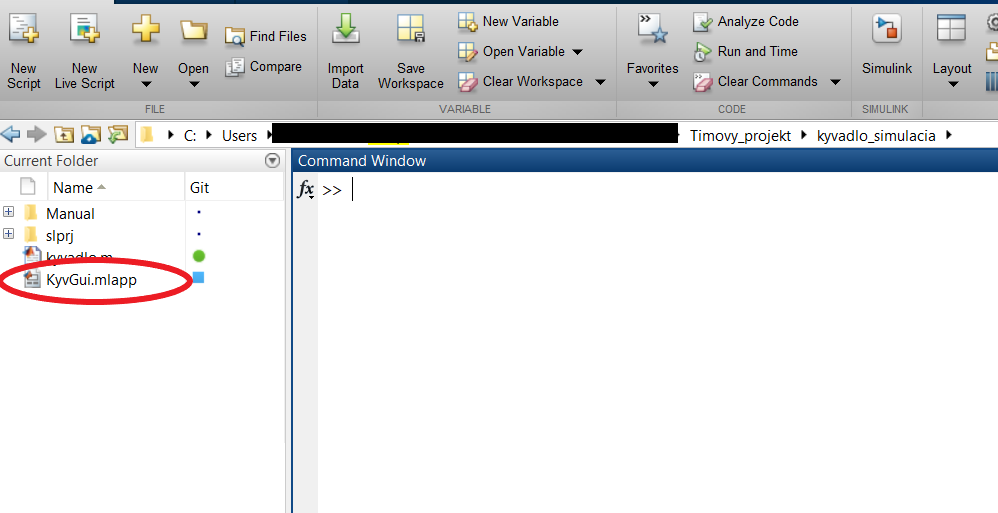 New Script
New Live Script
New
Open
Find Files
Compare
Import Data
Save Workspace
New Variable
Open Variable
Clear Workspace
Favorites
Analyze Code
Run and Time
Clear Commands
Simulink
Layout
FILE
VARIABLE
CODE
SIMULINK
C: Users
Timovy_projekt kyvadlo_simulacia
Current Folder
Command Window
Name Git
fx >>
Manual
slprj
kyvadlo.m
KyvGui.mlapp